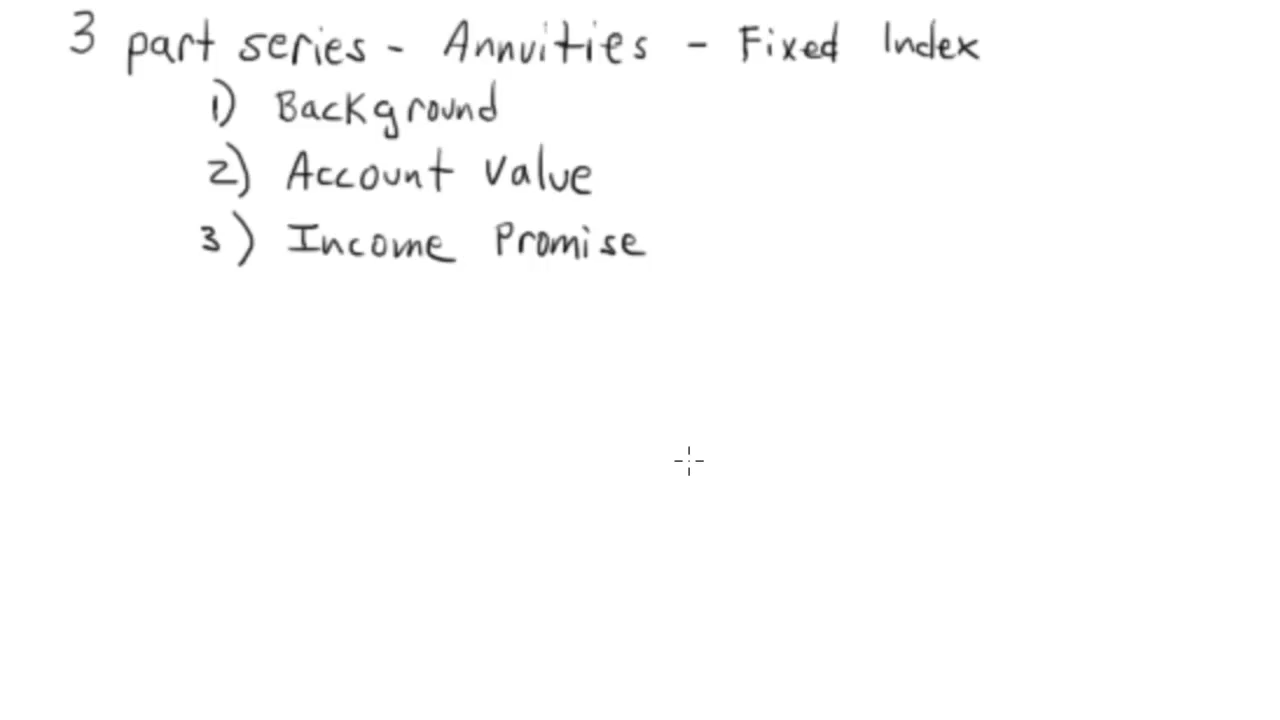 3 part series - Annuities - Fixed Index
1) Background
2) Account Value
3) Income Promise